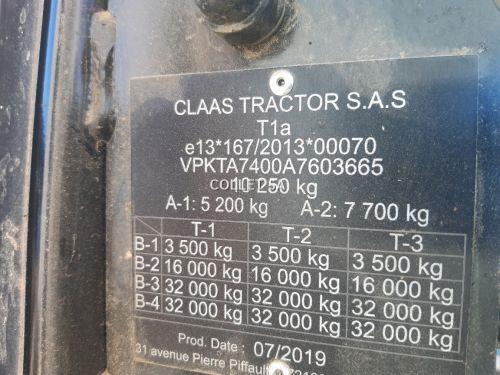 CLAAS TRACTOR S.A.S
T1a
e13*167/2013*00070
VPKTA7400A7603665
10 250 kg
A-1: 5 200 kg A-2: 7 700 kg
T-1 T-2 T-3
B-1 3 500 kg 3 500 kg 3 500 kg
B-2 16 000 kg 16 000 kg 16 000 kg
B-3 32 000 kg 32 000 kg 32 000 kg
B-4 32 000 kg 32 000 kg 32 000 kg
Prod. Date : 07/2019
31 avenue Pierre Piffault